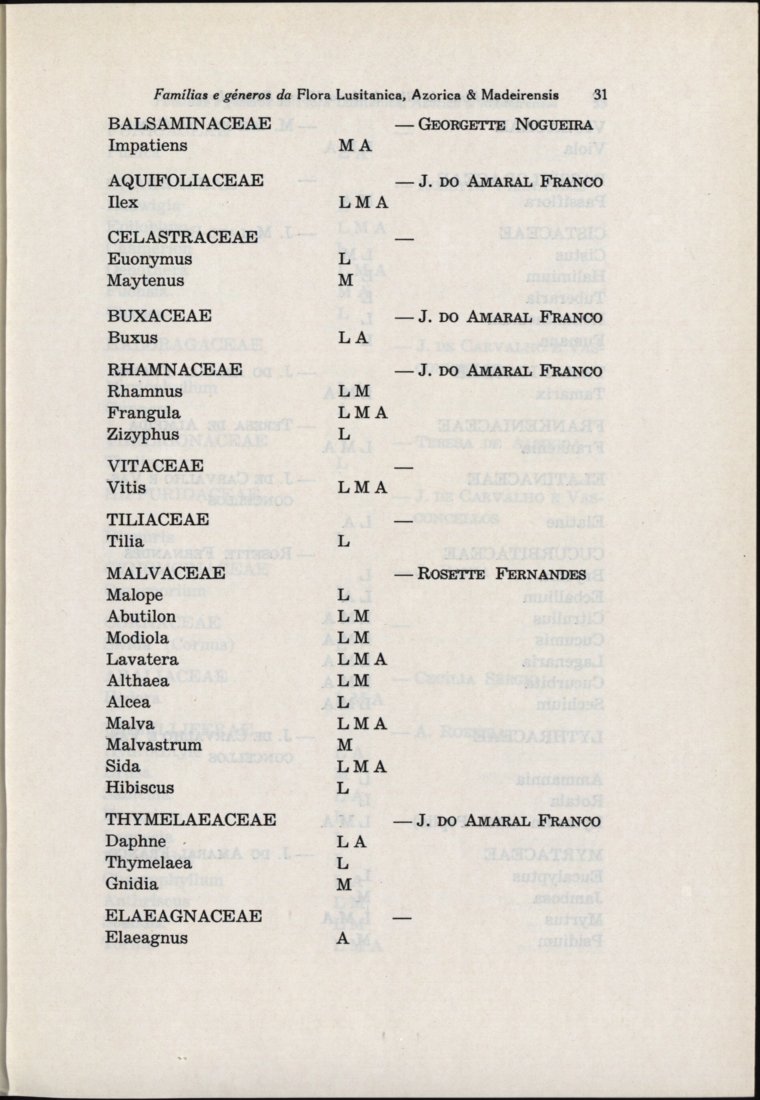 Famílias e géneros da Flora Lusitanica, Azorica & Madeirensis 31
BALSAMINACEAE — GEORGETTE NOGUEIRA
Impatiens M A
AQUIFOLIACEAE — J. DO AMARAL FRANCO
Ilex L M A
CELASTRACEAE —
Euonymus L
Maytenus M
BUXACEAE — J. DO AMARAL FRANCO
Buxus L A
RHAMNACEAE — J. DO AMARAL FRANCO
Rhamnus L M
Frangula L M A
Zizyphus L
VITACEAE —
Vitis L M A
TILIACEAE —
Tilia L
MALVACEAE — ROSETTE FERNANDES
Malope L
Abutilon L M
Modiola L M
Lavatera L M A
Althaea L M
Alcea L
Malva L M A
Malvastrum M
Sida L M A
Hibiscus L
THYMELAEACEAE — J. DO AMARAL FRANCO
Daphne L A
Thymelaea L
Gnidia M
ELAEAGNACEAE —
Elaeagnus A